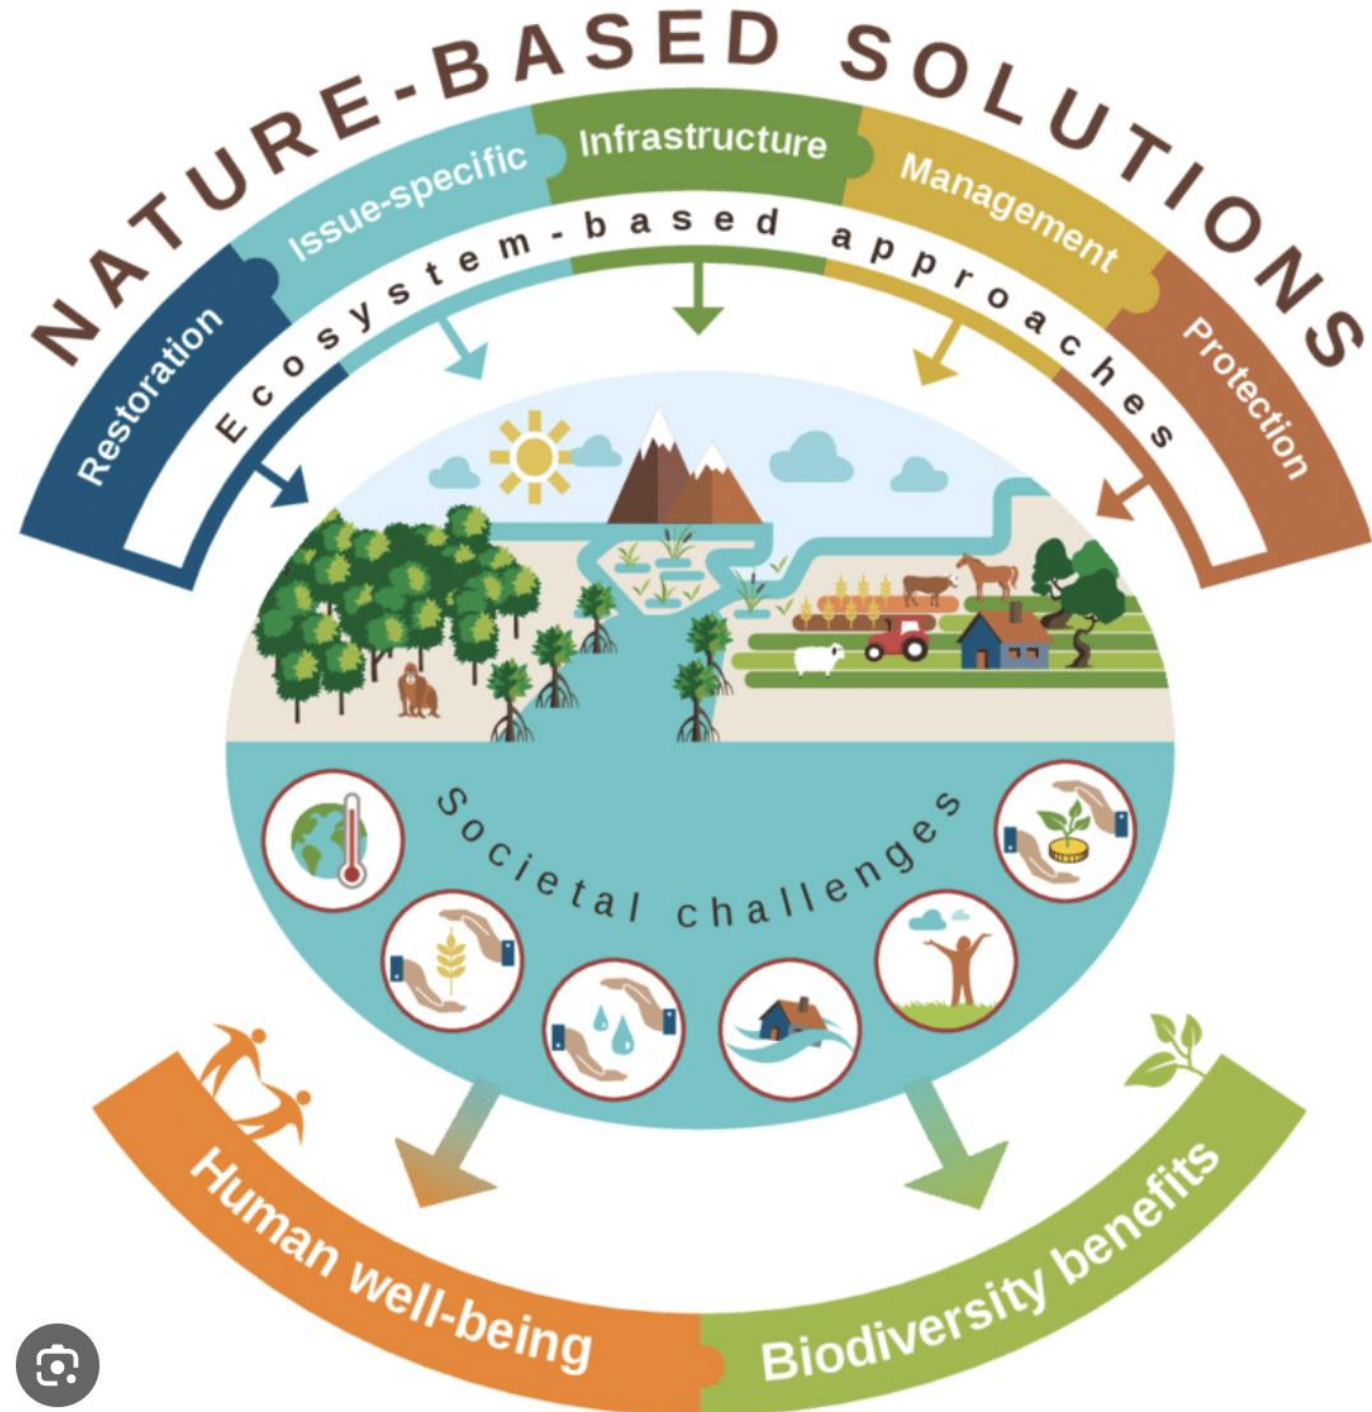 NATURE-BASED SOLUTIONS
Restoration
Issue-specific
Infrastructure
Management
Protection
Ecosystem-based approaches
Societal challenges
Human well-being
Biodiversity benefits